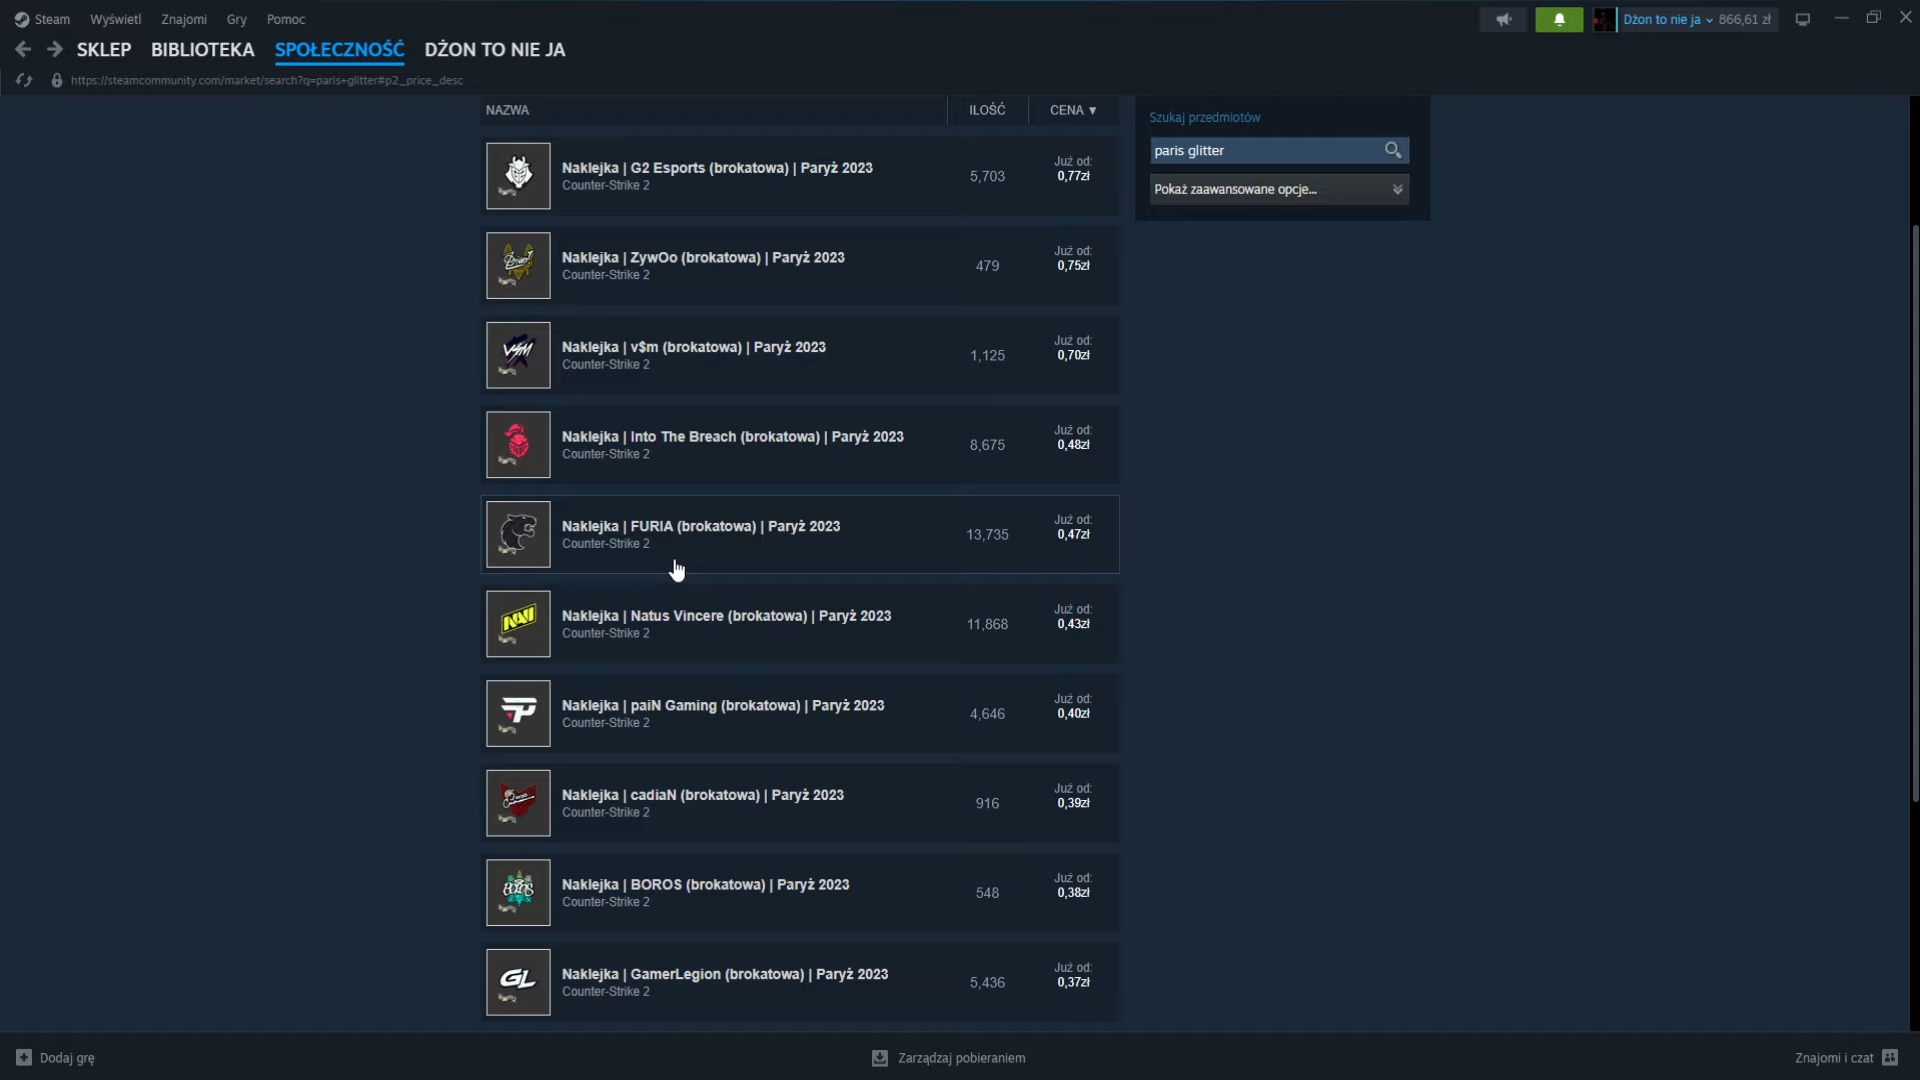 Steam Wyświetl Znajomi Gry Pomoc
Dżon to nie ja 866,61 zł
SKLEP BIBLIOTEKA SPOŁECZNOŚĆ DŻON TO NIE JA
https://steamcommunity.com/market/search?q=paris+glitter#p2_price_desc
NAZWA ILOŚĆ CENA ▼
Naklejka | G2 Esports (brokatowa) | Paryż 2023
Counter-Strike 2
5,703
Już od:
0,77zł
Naklejka | ZywOo (brokatowa) | Paryż 2023
Counter-Strike 2
479
Już od:
0,75zł
Naklejka | v$m (brokatowa) | Paryż 2023
Counter-Strike 2
1,125
Już od:
0,70zł
VSM
Naklejka | Into The Breach (brokatowa) | Paryż 2023
Counter-Strike 2
8,675
Już od:
0,48zł
Naklejka | FURIA (brokatowa) | Paryż 2023
Counter-Strike 2
13,735
Już od:
0,47zł
NAVI
Naklejka | Natus Vincere (brokatowa) | Paryż 2023
Counter-Strike 2
11,868
Już od:
0,43zł
Naklejka | paiN Gaming (brokatowa) | Paryż 2023
Counter-Strike 2
4,646
Już od:
0,40zł
Naklejka | cadiaN (brokatowa) | Paryż 2023
Counter-Strike 2
916
Już od:
0,39zł
BOROS
Naklejka | BOROS (brokatowa) | Paryż 2023
Counter-Strike 2
548
Już od:
0,38zł
GL
Naklejka | GamerLegion (brokatowa) | Paryż 2023
Counter-Strike 2
5,436
Już od:
0,37zł
Szukaj przedmiotów
paris glitter
Pokaż zaawansowane opcje...
Dodaj grę
Zarządzaj pobieraniem
Znajomi i czat